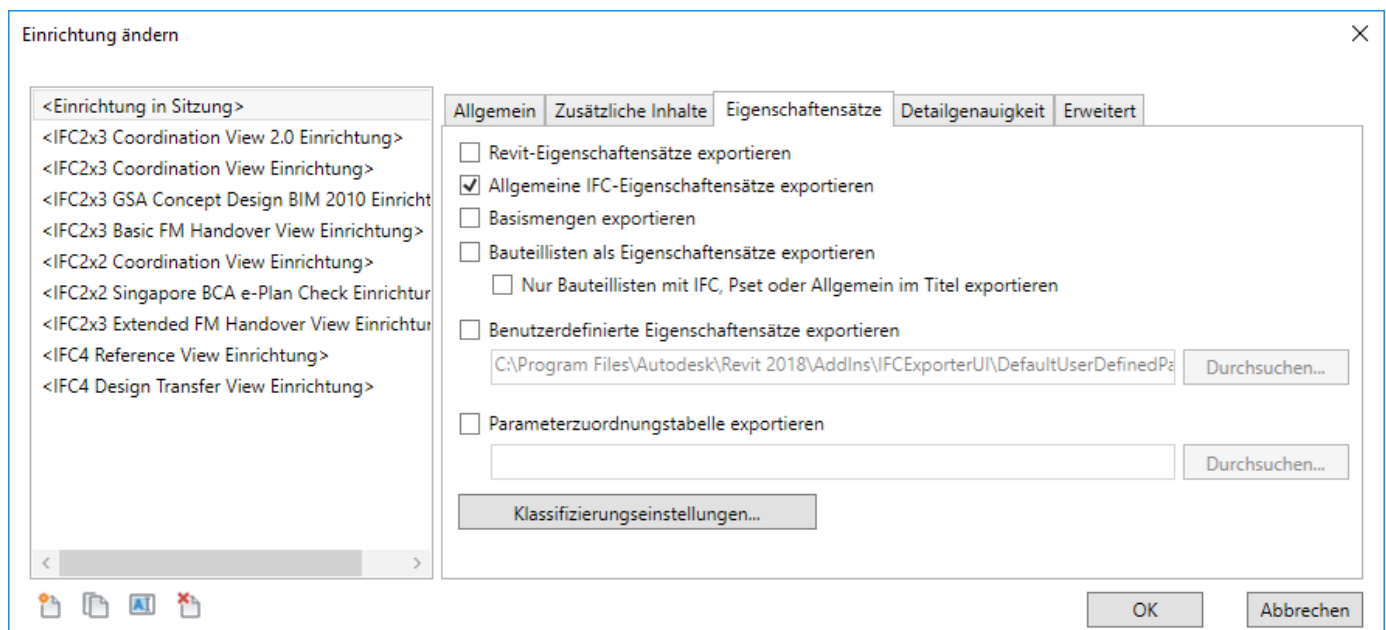 Einrichtung ändern
<Einrichtung in Sitzung>
<IFC2x3 Coordination View 2.0 Einrichtung>
<IFC2x3 Coordination View Einrichtung>
<IFC2x3 GSA Concept Design BIM 2010 Einricht
<IFC2x3 Basic FM Handover View Einrichtung>
<IFC2x2 Coordination View Einrichtung>
<IFC2x2 Singapore BCA e-Plan Check Einrichtur
<IFC2x3 Extended FM Handover View Einrichtur
<IFC4 Reference View Einrichtung>
<IFC4 Design Transfer View Einrichtung>
Allgemein Zusätzliche Inhalte Eigenschaftensätze Detailgenauigkeit Erweitert
Revit-Eigenschaftensätze exportieren
Allgemeine IFC-Eigenschaftensätze exportieren
Basismengen exportieren
Bauteillisten als Eigenschaftensätze exportieren
Nur Bauteillisten mit IFC, Pset oder Allgemein im Titel exportieren
Benutzerdefinierte Eigenschaftensätze exportieren
C:\Program Files\Autodesk\Revit 2018\AddIns\IFCExporterUI\DefaultUserDefinedPa Durchsuchen...
Parameterzuordnungstabelle exportieren
Durchsuchen...
Klassifizierungseinstellungen...
OK Abbrechen